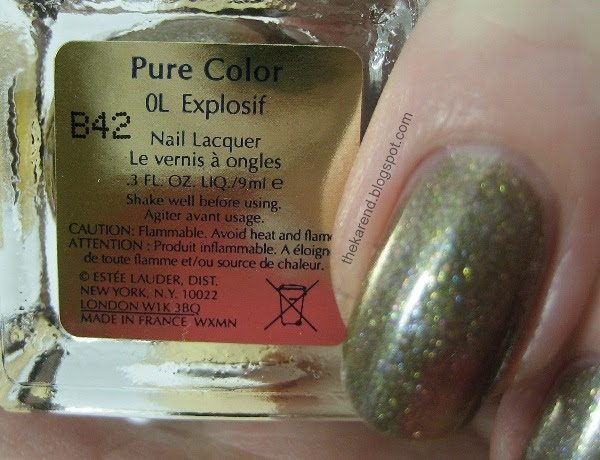 Pure Color
0L Explosif
B42
Nail Lacquer
Le vernis à ongles
.3 FL. OZ. LIQ./9ml e
Shake well before using.
Agiter avant usage.
CAUTION: Flammable. Avoid heat and flam
ATTENTION : Produit inflammable. A éloign
de toute flamme et/ou source de chaleur.
© ESTÉE LAUDER, DIST.
NEW YORK, N.Y. 10022
LONDON W1K 3BQ
MADE IN FRANCE WXMN
thekarend.blogspot.com